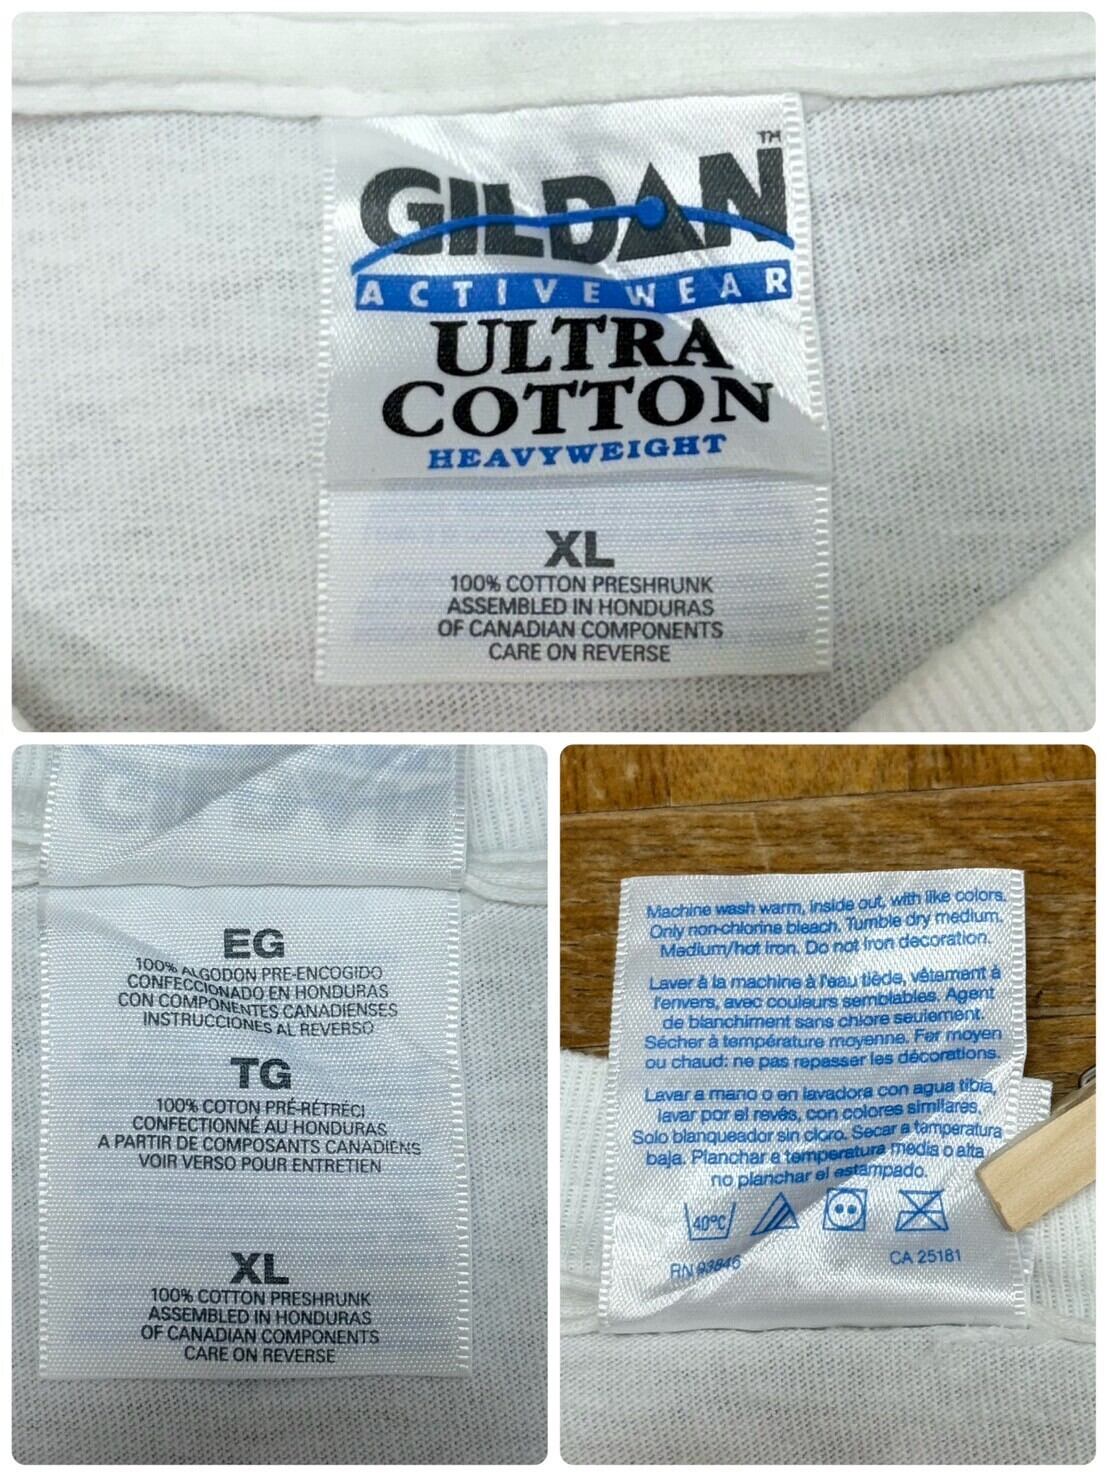 GILDAN™
ACTIVEWEAR
ULTRA
COTTON
HEAVYWEIGHT
XL
100% COTTON PRESHRUNK
ASSEMBLED IN HONDURAS
OF CANADIAN COMPONENTS
CARE ON REVERSE
EG
100% ALGODON PRE-ENCOGIDO
CONFECCIONADO EN HONDURAS
CON COMPONENTES CANADIENSES
INSTRUCCIONES AL REVERSO
TG
100% COTON PRÉ-RÉTRÉCI
CONFECTIONNÉ AU HONDURAS
A PARTIR DE COMPOSANTS CANADIENS
VOIR VERSO POUR ENTRETIEN
XL
100% COTTON PRESHRUNK
ASSEMBLED IN HONDURAS
OF CANADIAN COMPONENTS
CARE ON REVERSE
Machine wash warm, inside out, with like colors.
Only non-chlorine bleach. Tumble dry medium.
Medium/hot iron. Do not iron decoration.
Laver à la machine à l'eau tiède, vêtement à
l'envers, avec couleurs semblables. Agent
de blanchiment sans chlore seulement.
Sécher à température moyenne. Fer moyen
ou chaud: ne pas repasser les décorations.
Lavar a mano o en lavadora con agua tibia,
lavar por el revés, con colores similares.
Solo blanqueador sin cloro. Secar a temperatura
baja. Planchar a temperatura media o alta
no planchar el estampado.
40°C
RN 93846
CA 25181